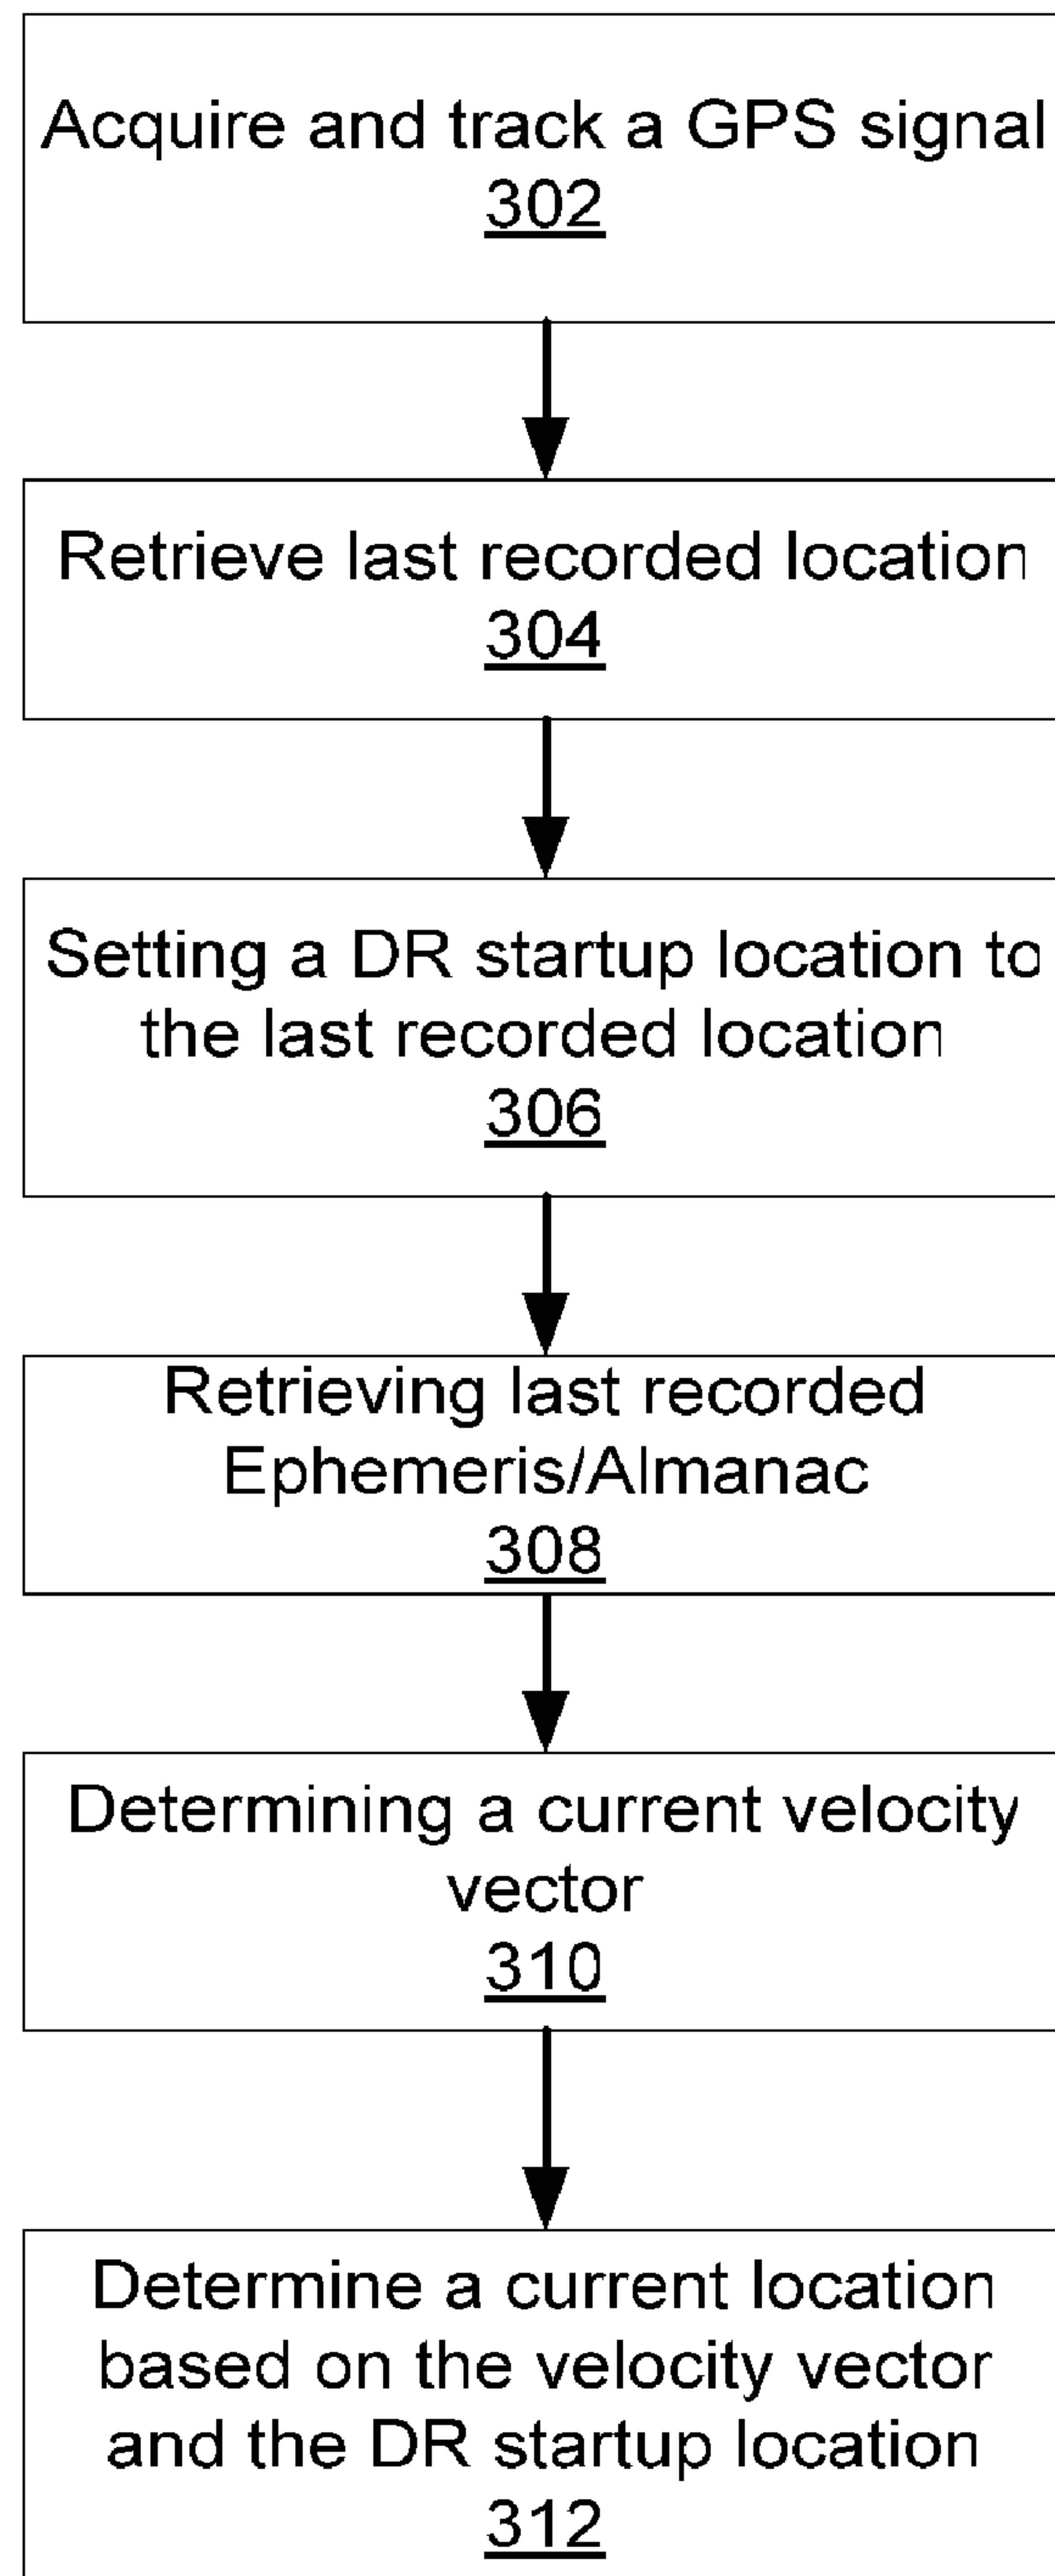 Acquire and track a GPS signal
302
Retrieve last recorded location
304
Setting a DR startup location to
the last recorded location
306
Retrieving last recorded
Ephemeris/Almanac
308
Determining a current velocity
vector
310
Determine a current location
based on the velocity vector
and the DR startup location
312